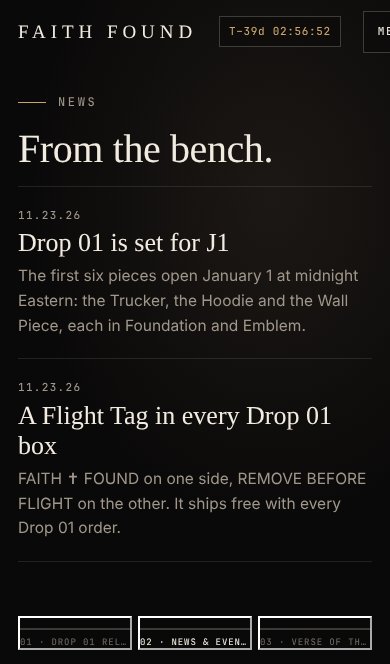 FAITH FOUND
T−39d 02:56:52
ME
NEWS
From the bench.
11.23.26
Drop 01 is set for J1
The first six pieces open January 1 at midnight
Eastern: the Trucker, the Hoodie and the Wall
Piece, each in Foundation and Emblem.
11.23.26
A Flight Tag in every Drop 01
box
FAITH ✝ FOUND on one side, REMOVE BEFORE
FLIGHT on the other. It ships free with every
Drop 01 order.
01 · DROP 01 REL…
02 · NEWS & EVEN…
03 · VERSE OF TH…